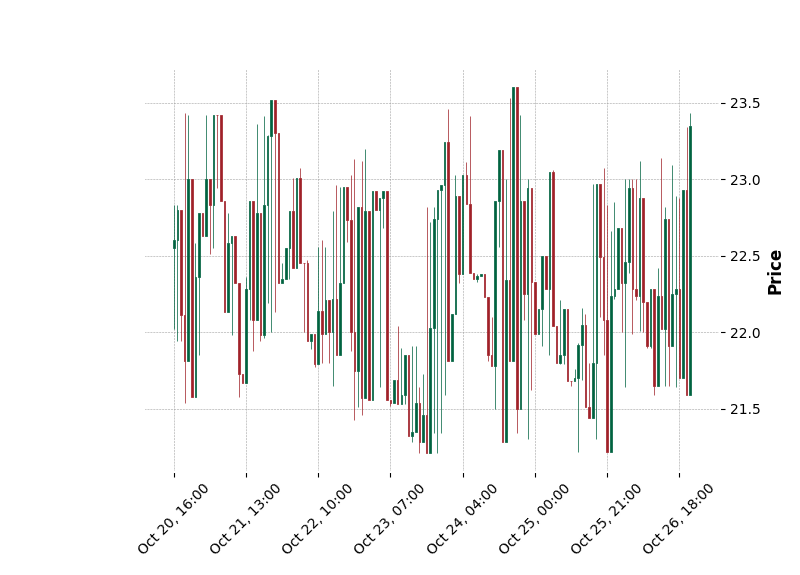 23.5
23.0
22.5
22.0
21.5
Price
Oct 20, 16:00
Oct 21, 13:00
Oct 22, 10:00
Oct 23, 07:00
Oct 24, 04:00
Oct 25, 00:00
Oct 25, 21:00
Oct 26, 18:00